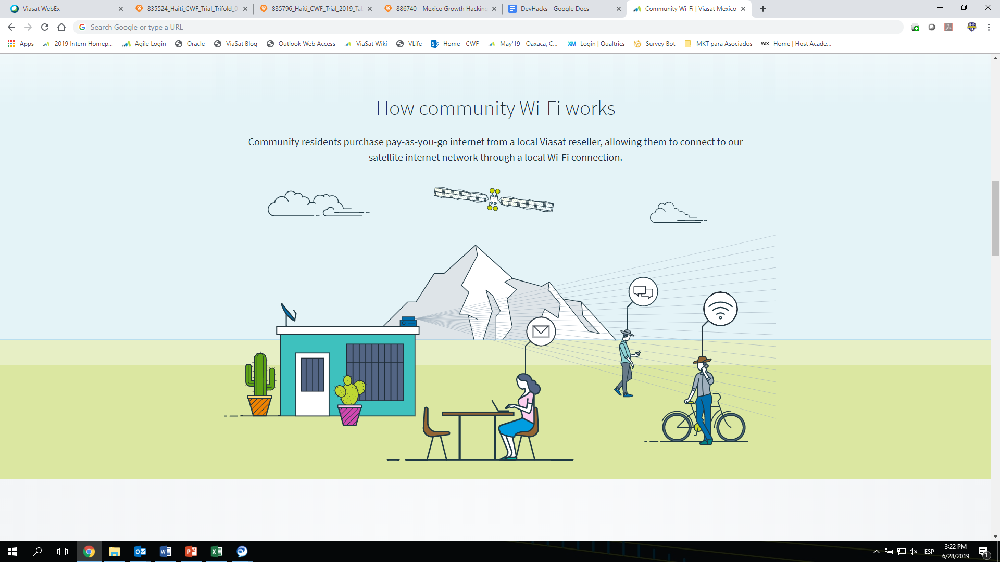 Viasat WebEx
835524_Haiti_CWF_Trial_Trifold_0
835796_Haiti_CWF_Trial_2019_Tal
886740 - Mexico Growth Hacking
DevHacks - Google Docs
Community Wi-Fi | Viasat Mexico
Search Google or type a URL
Apps
2019 Intern Homep...
Agile Login
Oracle
ViaSat Blog
Outlook Web Access
ViaSat Wiki
VLife
Home - CWF
May'19 - Oaxaca, C...
XM Login | Qualtrics
Survey Bot
MKT para Asociados
WIX Home | Host Acade...
How community Wi-Fi works
Community residents purchase pay-as-you-go internet from a local Viasat reseller, allowing them to connect to our
satellite internet network through a local Wi-Fi connection.
ESP
3:22 PM
6/28/2019
1